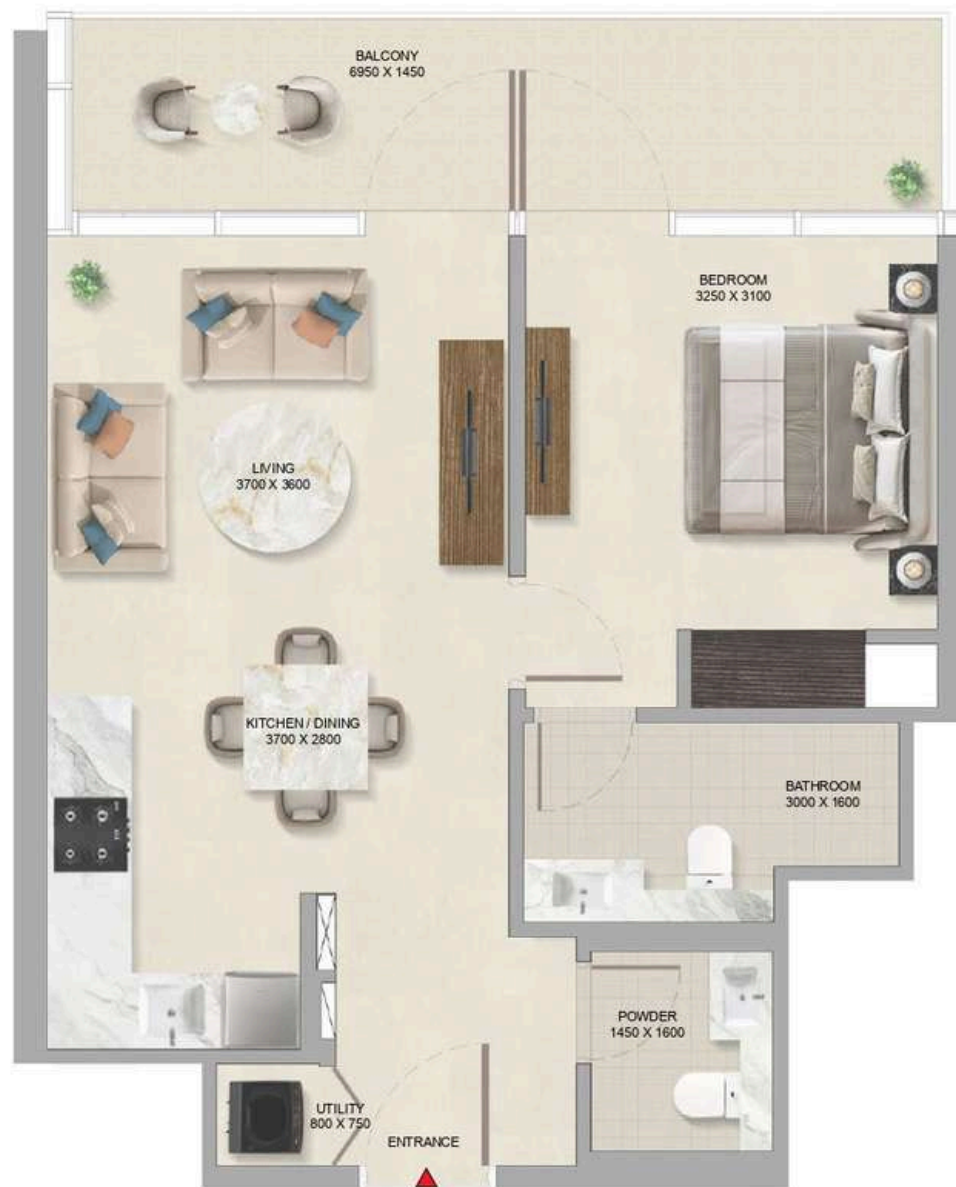 BALCONY
6950 X 1450
BEDROOM
3250 X 3100
LIVING
3700 X 3600
KITCHEN / DINING
3700 X 2800
BATHROOM
3000 X 1600
POWDER
1450 X 1600
UTILITY
800 X 750
ENTRANCE